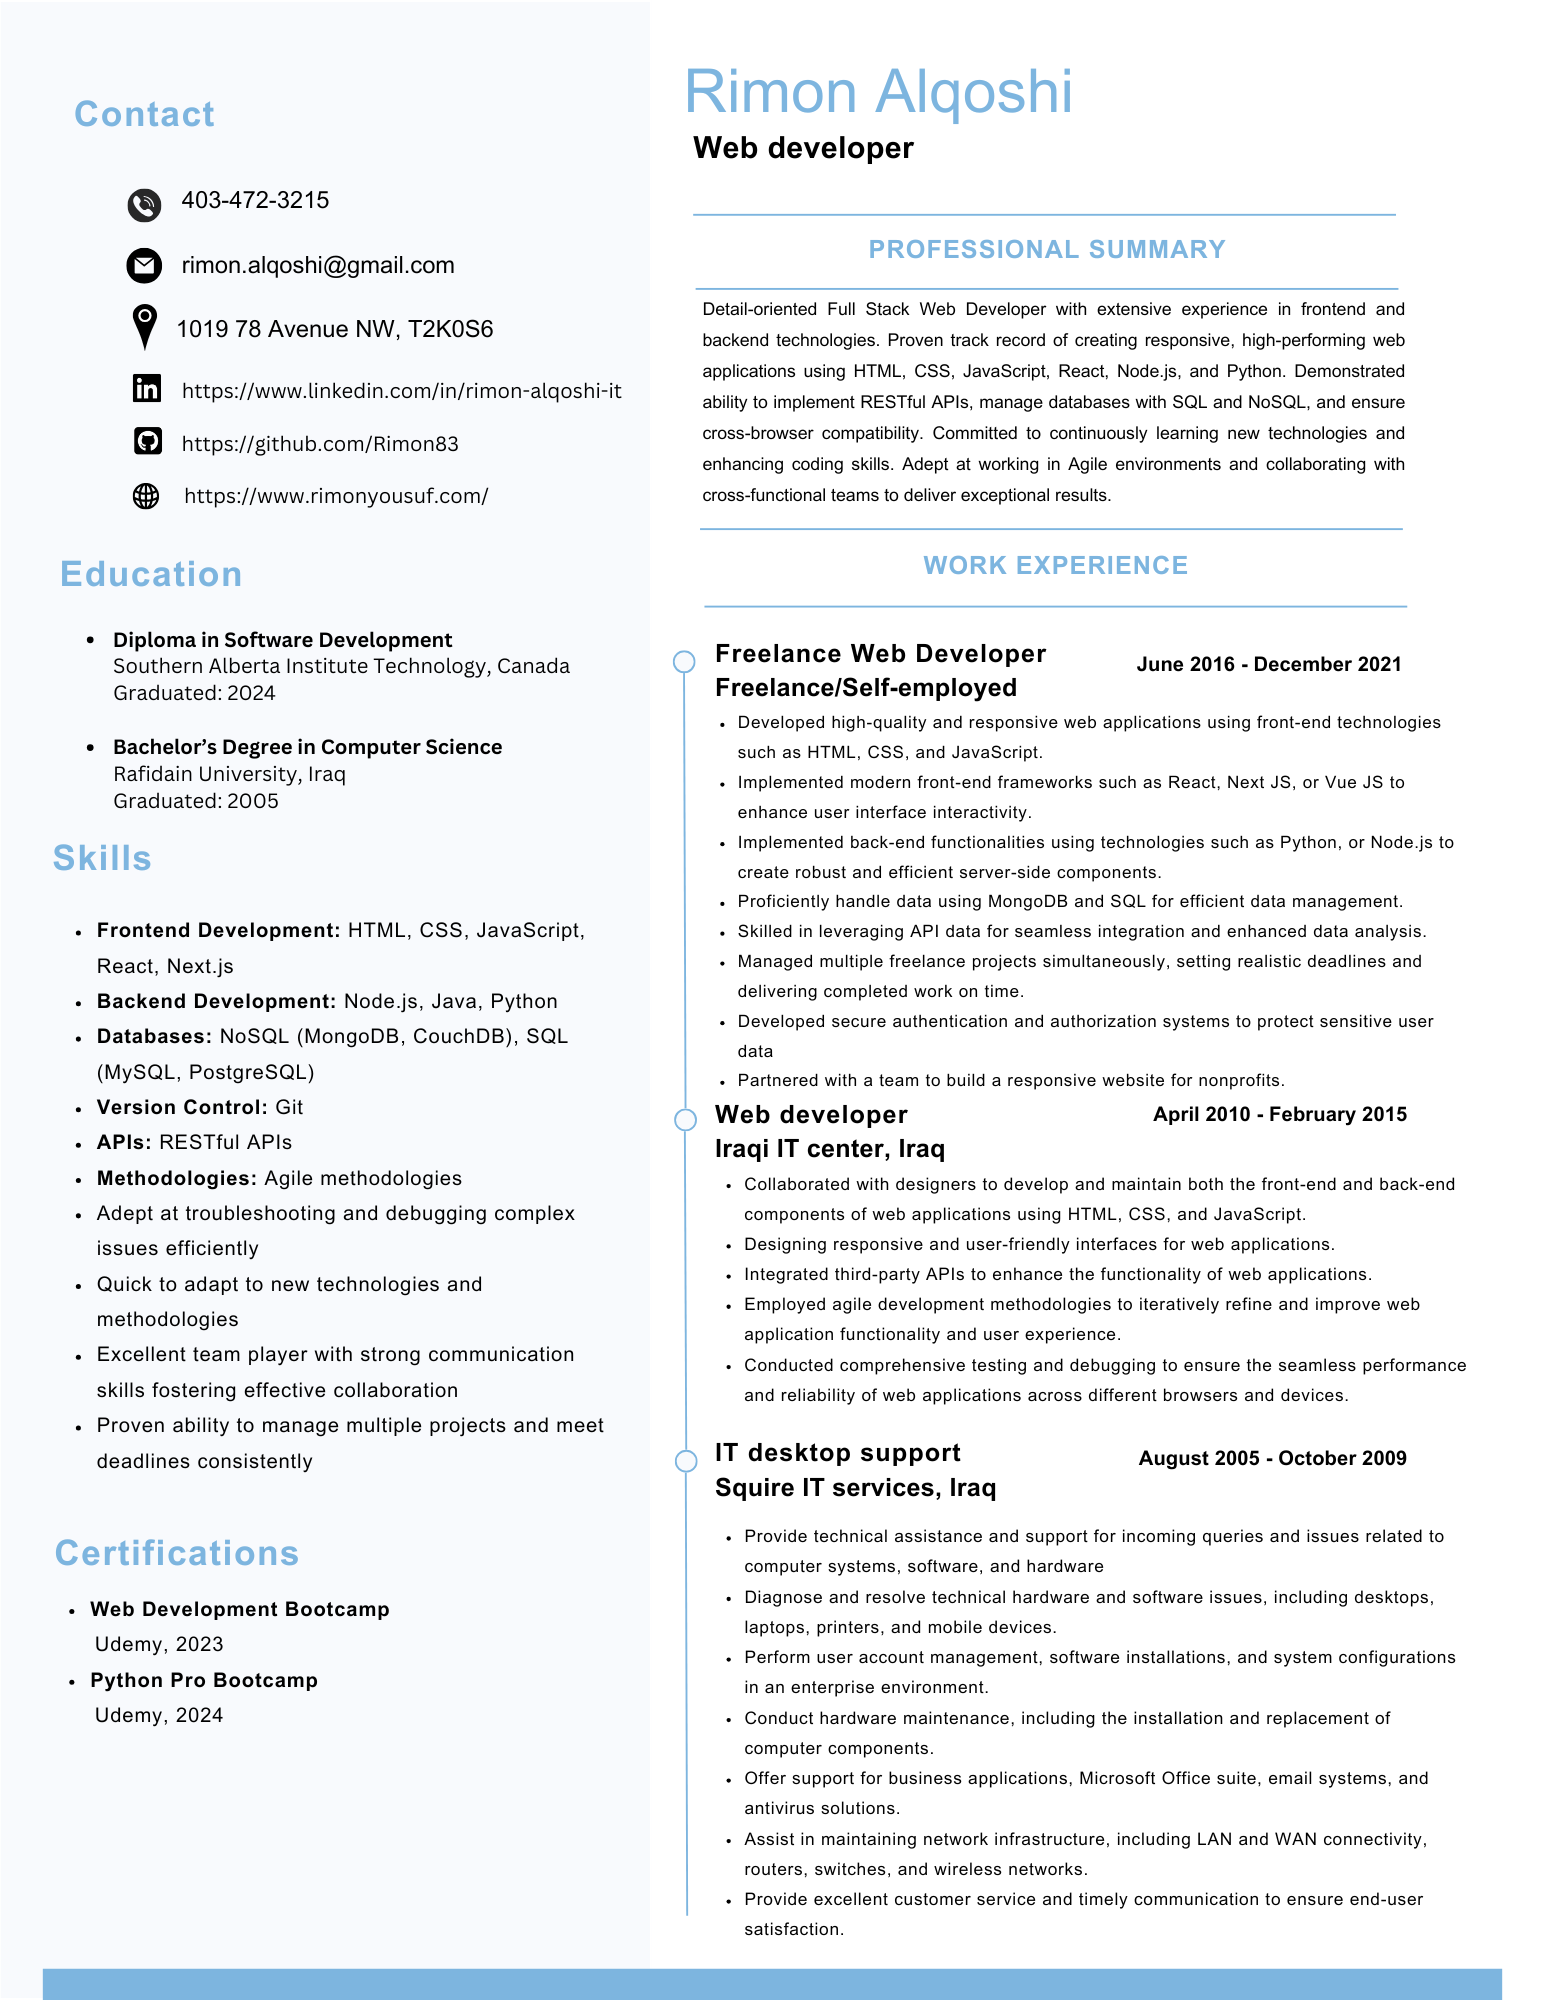 Contact
403-472-3215
rimon.alqoshi@gmail.com
1019 78 Avenue NW, T2K0S6
https://www.linkedin.com/in/rimon-alqoshi-it
https://github.com/Rimon83
https://www.rimonyousuf.com/
Education
• Diploma in Software Development
Southern Alberta Institute Technology, Canada
Graduated: 2024
• Bachelor’s Degree in Computer Science
Rafidain University, Iraq
Graduated: 2005
Skills
• Frontend Development: HTML, CSS, JavaScript,
React, Next.js
• Backend Development: Node.js, Java, Python
• Databases: NoSQL (MongoDB, CouchDB), SQL
(MySQL, PostgreSQL)
• Version Control: Git
• APIs: RESTful APIs
• Methodologies: Agile methodologies
• Adept at troubleshooting and debugging complex
issues efficiently
• Quick to adapt to new technologies and
methodologies
• Excellent team player with strong communication
skills fostering effective collaboration
• Proven ability to manage multiple projects and meet
deadlines consistently
Certifications
• Web Development Bootcamp
Udemy, 2023
• Python Pro Bootcamp
Udemy, 2024
Rimon Alqoshi
Web developer
PROFESSIONAL SUMMARY
Detail-oriented Full Stack Web Developer with extensive experience in frontend and
backend technologies. Proven track record of creating responsive, high-performing web
applications using HTML, CSS, JavaScript, React, Node.js, and Python. Demonstrated
ability to implement RESTful APIs, manage databases with SQL and NoSQL, and ensure
cross-browser compatibility. Committed to continuously learning new technologies and
enhancing coding skills. Adept at working in Agile environments and collaborating with
cross-functional teams to deliver exceptional results.
WORK EXPERIENCE
Freelance Web Developer
June 2016 - December 2021
Freelance/Self-employed
• Developed high-quality and responsive web applications using front-end technologies
such as HTML, CSS, and JavaScript.
• Implemented modern front-end frameworks such as React, Next JS, or Vue JS to
enhance user interface interactivity.
• Implemented back-end functionalities using technologies such as Python, or Node.js to
create robust and efficient server-side components.
• Proficiently handle data using MongoDB and SQL for efficient data management.
• Skilled in leveraging API data for seamless integration and enhanced data analysis.
• Managed multiple freelance projects simultaneously, setting realistic deadlines and
delivering completed work on time.
• Developed secure authentication and authorization systems to protect sensitive user
data
• Partnered with a team to build a responsive website for nonprofits.
Web developer
April 2010 - February 2015
Iraqi IT center, Iraq
• Collaborated with designers to develop and maintain both the front-end and back-end
components of web applications using HTML, CSS, and JavaScript.
• Designing responsive and user-friendly interfaces for web applications.
• Integrated third-party APIs to enhance the functionality of web applications.
• Employed agile development methodologies to iteratively refine and improve web
application functionality and user experience.
• Conducted comprehensive testing and debugging to ensure the seamless performance
and reliability of web applications across different browsers and devices.
IT desktop support
August 2005 - October 2009
Squire IT services, Iraq
• Provide technical assistance and support for incoming queries and issues related to
computer systems, software, and hardware
• Diagnose and resolve technical hardware and software issues, including desktops,
laptops, printers, and mobile devices.
• Perform user account management, software installations, and system configurations
in an enterprise environment.
• Conduct hardware maintenance, including the installation and replacement of
computer components.
• Offer support for business applications, Microsoft Office suite, email systems, and
antivirus solutions.
• Assist in maintaining network infrastructure, including LAN and WAN connectivity,
routers, switches, and wireless networks.
• Provide excellent customer service and timely communication to ensure end-user
satisfaction.